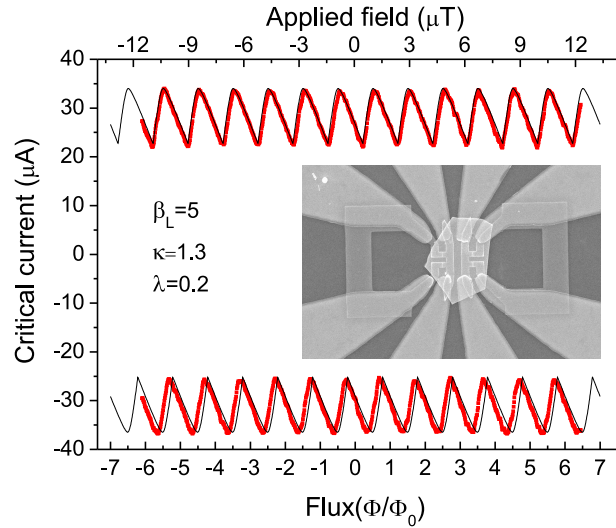 Applied field (μT)
-12 -9 -6 -3 0 3 6 9 12
Critical current (μA)
40
30
20
10
0
-10
-20
-30
-40
β_L=5
κ=1.3
λ=0.2
-7 -6 -5 -4 -3 -2 -1 0 1 2 3 4 5 6 7
Flux(Φ/Φ_0)